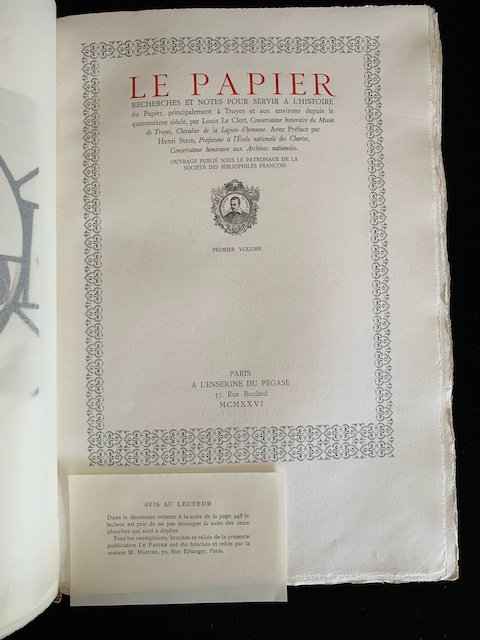 LE PAPIER
RECHERCHES ET NOTES POUR SERVIR A L'HISTOIRE
du Papier, principalement à Troyes et aux environs depuis le
quatorzième siècle, par Louis Le Clert, Conservateur honoraire du Musée
de Troyes, Chevalier de la Légion d'honneur. Avec Préface par
Henri Stein, Professeur à l'École nationale des Chartes,
Conservateur honoraire aux Archives nationales.
OUVRAGE PUBLIÉ SOUS LE PATRONAGE DE LA
SOCIÉTÉ DES BIBLIOPHILES FRANÇOIS
PREMIER VOLUME
PARIS
A L'ENSEIGNE DU PÉGASE
37, Rue Boulard
MCMXXVI
AVIS AU LECTEUR
DANS le deuxième volume à la suite de la page 448 le
lecteur est prié de ne pas découper la suite des seize
planches qui sont à déplier.
Tous les exemplaires, brochés et reliés de la présente
publication LE PAPIER ont été brochés et reliés par la
maison M. MASURE, 70, Rue Erlanger, Paris.